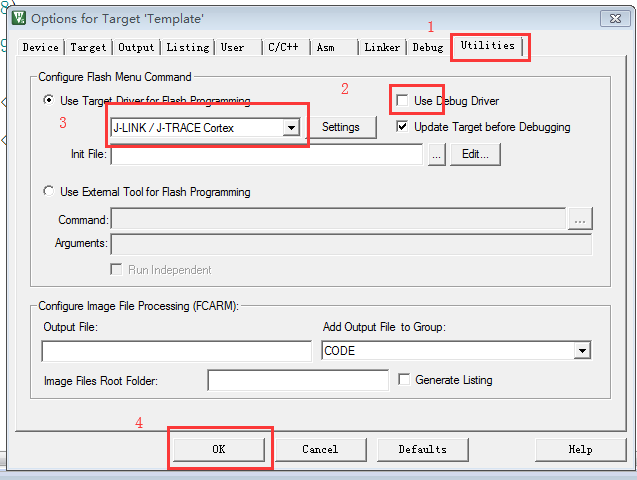 8)
Options for Target 'Template'
1
9
Device Target Output Listing User C/C++ Asm Linker Debug Utilities
Configure Flash Menu Command
Use Target Driver for Flash Programming
2
Use Debug Driver
3
J-LINK / J-TRACE Cortex
Settings
Update Target before Debugging
Init File:
...
Edit...
Use External Tool for Flash Programming
Command:
...
Arguments:
Run Independent
Configure Image File Processing (FCARM):
Output File:
Add Output File to Group:
CODE
Image Files Root Folder:
Generate Listing
4
OK
Cancel
Defaults
Help